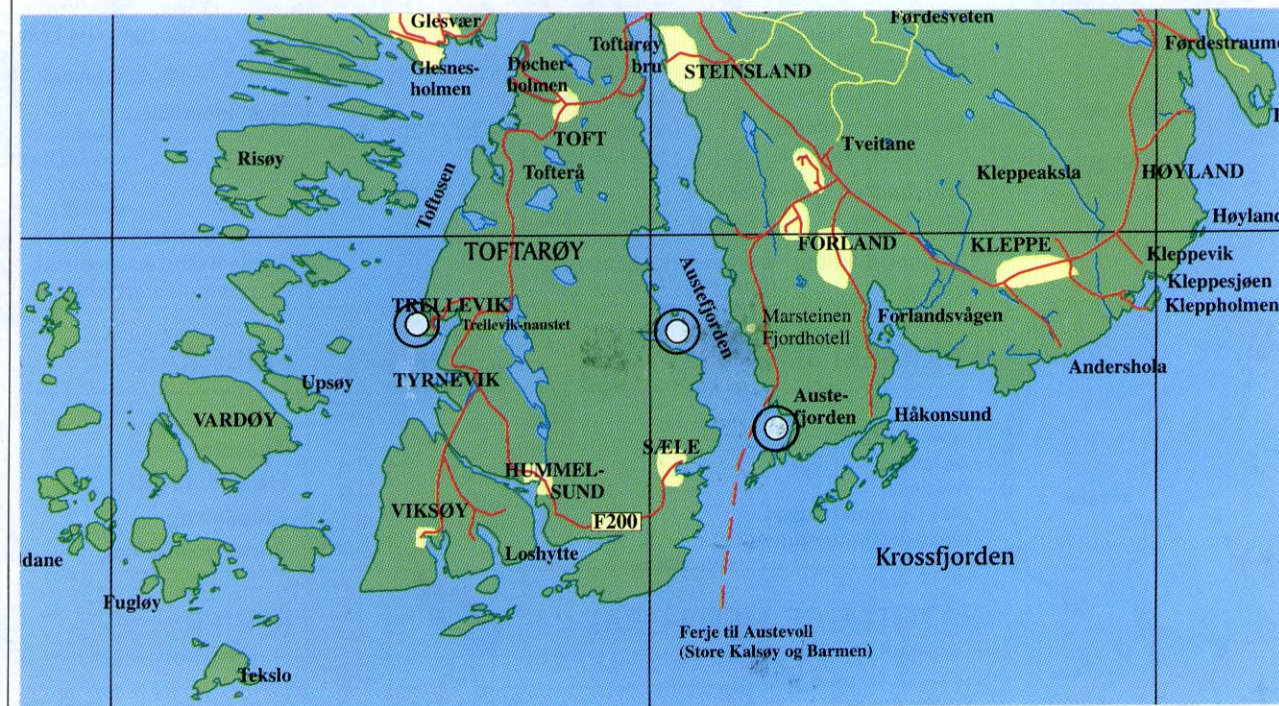 Glesvær
Glesnes-
holmen
Døcher-
holmen
Toftarøy
bru
STEINSLAND
Førdesveten
Førdestraume
TOFT
Tofterå
Risøy
Toftosen
Tveitane
Kleppeaksla
HØYLAND
Høyland
TOFTARØY
FORLAND
KLEPPE
Kleppevik
Kleppesjøen
Kleppholmen
Austefjorden
TRELLEVIK
Trellevik-naustet
Marsteinen
Fjordhotell
Forlandsvågen
Andershola
Upsøy
TYRNEVIK
VARDØY
Auste-
fjorden
Håkonsund
SÆLE
HUMMEL-
SUND
VIKSØY
F200
Loshytte
Krossfjorden
ldane
Fugløy
Ferje til Austevoll
(Store Kalsøy og Barmen)
Tekslo